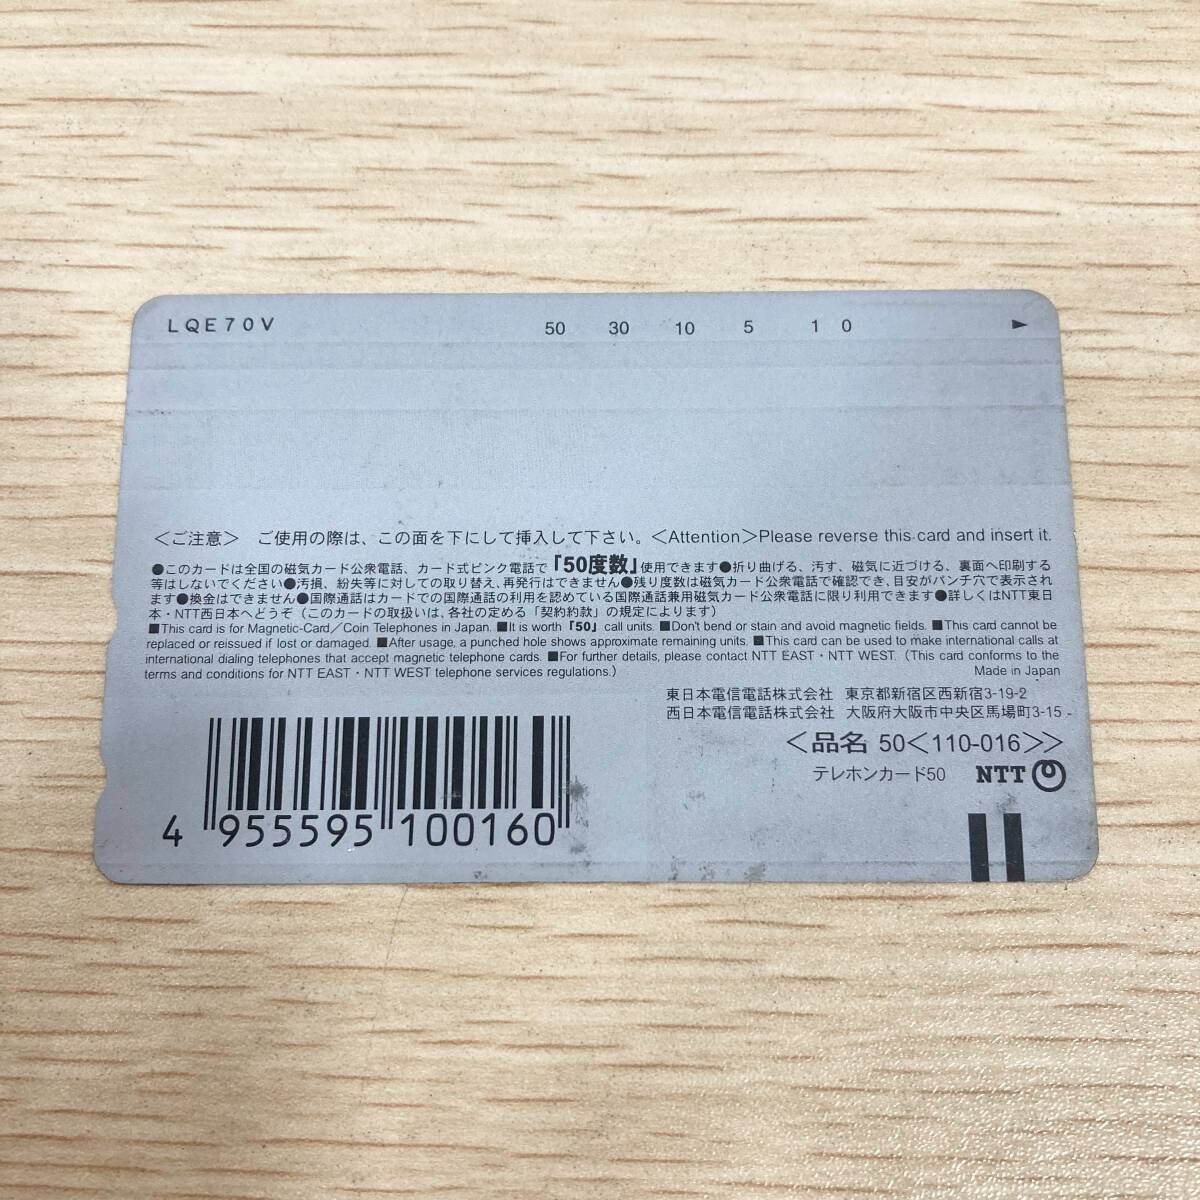 LQE70V 50 30 10 5 1 0 ►
＜ご注意＞ ご使用の際は、この面を下にして挿入して下さい。＜Attention＞Please reverse this card and insert it.
●このカードは全国の磁気カード公衆電話、カード式ピンク電話で「50度数」使用できます●折り曲げる、汚す、磁気に近づける、裏面へ印刷する
等はしないでください●汚損、紛失等に対しての取り替え、再発行はできません●残り度数は磁気カード公衆電話で確認でき、目安がパンチ穴で表示されま
す●換金はできません●国際通話はカードでの国際通話の利用を認めている国際通話兼用磁気カード公衆電話に限り利用できます●詳しくはNTT東日
本・NTT西日本へどうぞ（このカードの取扱いは、各社の定める「契約約款」の規定によります）
■This card is for Magnetic-Card／Coin Telephones in Japan. ■It is worth「50」call units. ■Don't bend or stain and avoid magnetic fields. ■This card cannot be
replaced or reissued if lost or damaged. ■After usage, a punched hole shows approximate remaining units. ■This card can be used to make international calls at
international dialing telephones that accept magnetic telephone cards. ■For further details, please contact NTT EAST・NTT WEST.（This card conforms to the
terms and conditions for NTT EAST・NTT WEST telephone services regulations.） Made in Japan
東日本電信電話株式会社 東京都新宿区西新宿3-19-2
西日本電信電話株式会社 大阪府大阪市中央区馬場町3-15
＜品名 50＜110-016＞＞
テレホンカード50 NTT
4 955595 100160